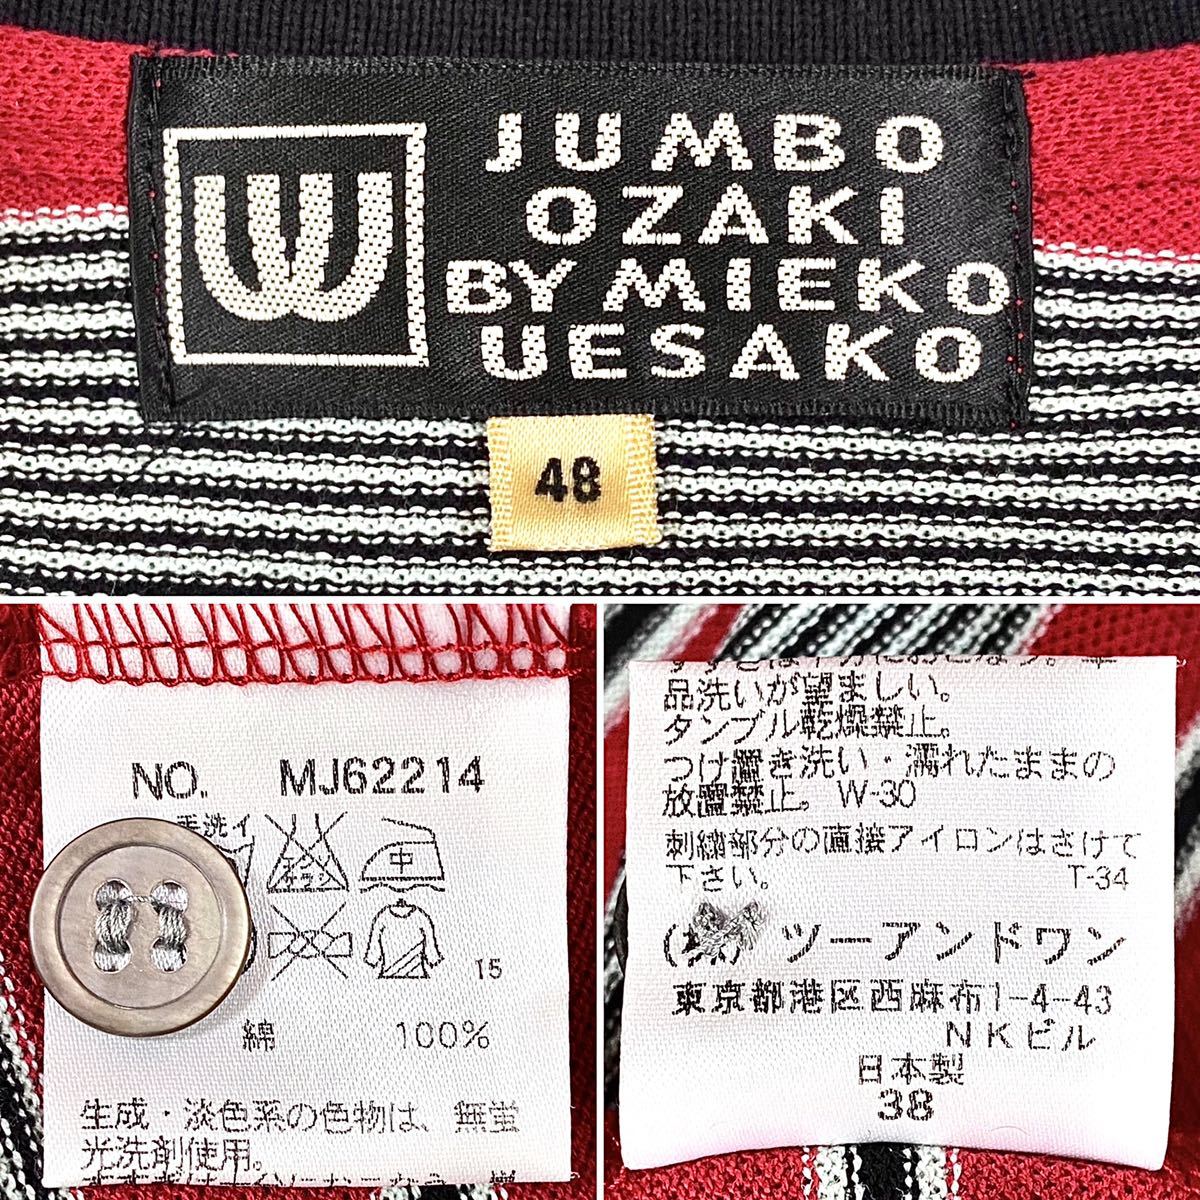 W
JUMBO
OZAKI
BY MIEKO
UESAKO
48
NO. MJ62214
手洗イ
中
15
綿 100%
生成・淡色系の色物は、無蛍
光洗剤使用。
品洗いが望ましい。
タンブル乾燥禁止。
つけ置き洗い・濡れたままの
放置禁止。W-30
刺繍部分の直接アイロンはさけて
下さい。 T-34
(株) ツーアンドワン
東京都港区西麻布1-4-43
NKビル
日本製
38